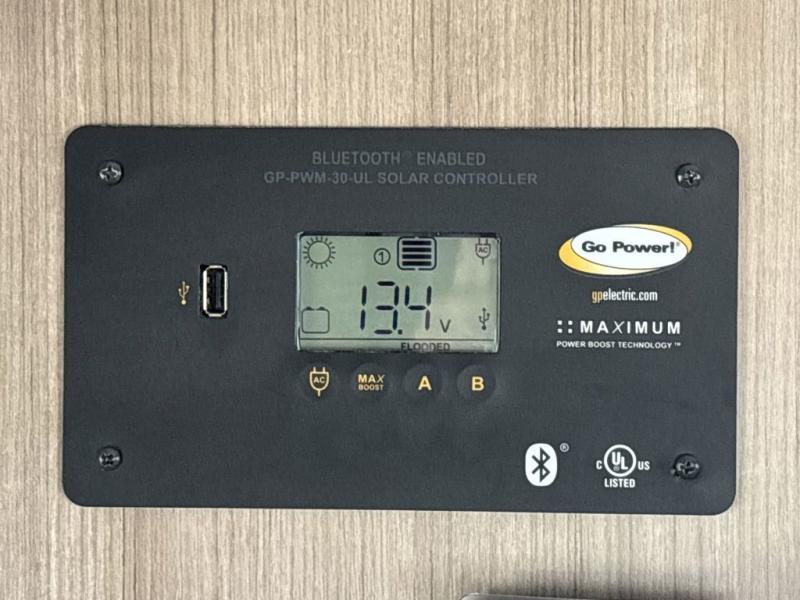 BLUETOOTH® ENABLED
GP-PWM-30-UL SOLAR CONTROLLER
Go Power!®
gpelectric.com
MAXIMUM
POWER BOOST TECHNOLOGY™
① AC
13.4 V
FLOODED
AC
MAX
BOOST
A
B
®
C UL US
LISTED